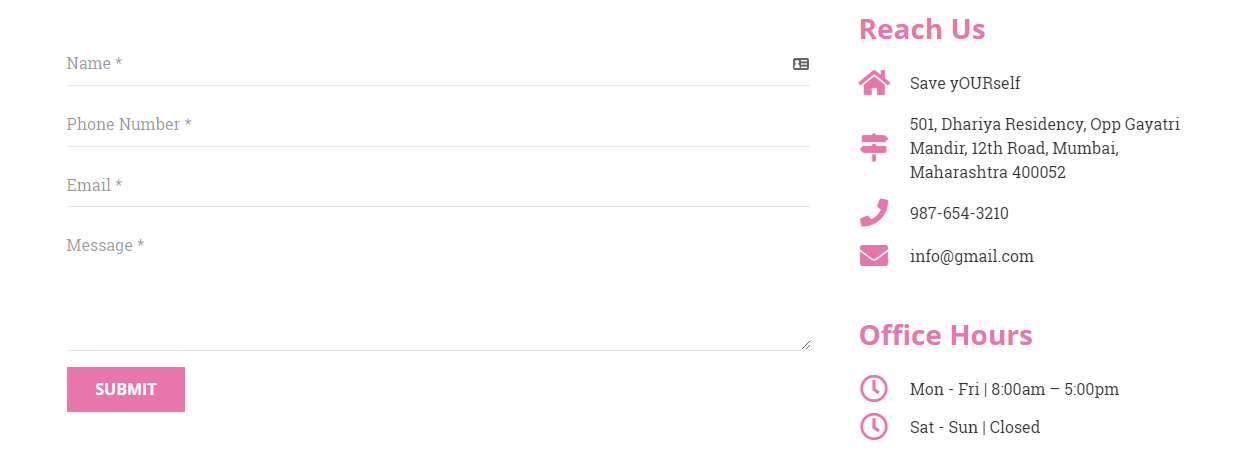 Name *
Phone Number *
Email *
Message *
SUBMIT
Reach Us
Save yOURself
501, Dhariya Residency, Opp Gayatri
Mandir, 12th Road, Mumbai,
Maharashtra 400052
987-654-3210
info@gmail.com
Office Hours
Mon - Fri | 8:00am – 5:00pm
Sat - Sun | Closed